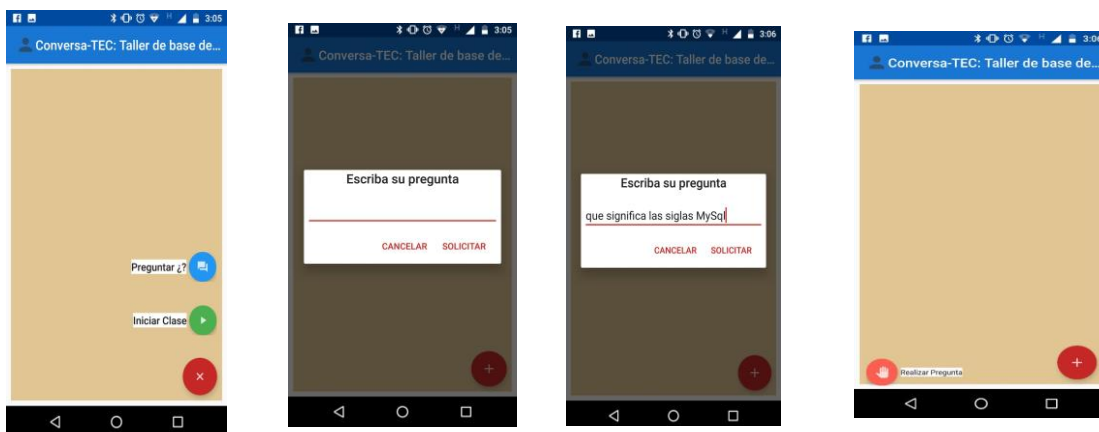 3:05
Conversa-TEC: Taller de base de...
Preguntar ¿?
Iniciar Clase
H
3:05
Conversa-TEC: Taller de base de...
Escriba su pregunta
CANCELAR SOLICITAR
H
3:06
Conversa-TEC: Taller de base de...
Escriba su pregunta
que significa las siglas MySql
CANCELAR SOLICITAR
H
3:06
Conversa-TEC: Taller de base de...
Realizar Pregunta